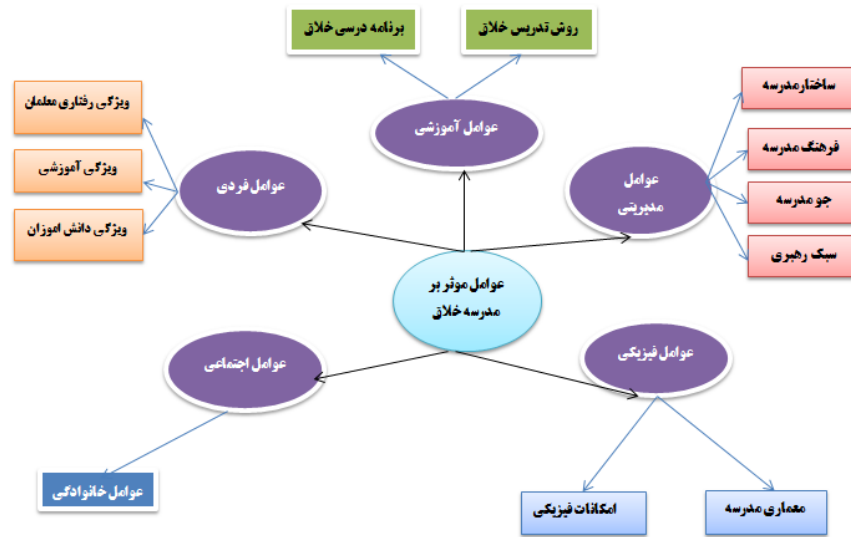 روش تدریس خلاق
برنامه درسی خلاق
عوامل آموزشی
ساختار مدرسه
فرهنگ مدرسه
جو مدرسه
سبک رهبری
عوامل
مدیریتی
ویژگی رفتاری معلمان
ویژگی آموزشی
ویژگی دانش اموزان
عوامل فردی
عوامل موثر بر
مدرسه خلاق
عوامل فیزیکی
معماری مدرسه
امکانات فیزیکی
عوامل اجتماعی
عوامل خانوادگی